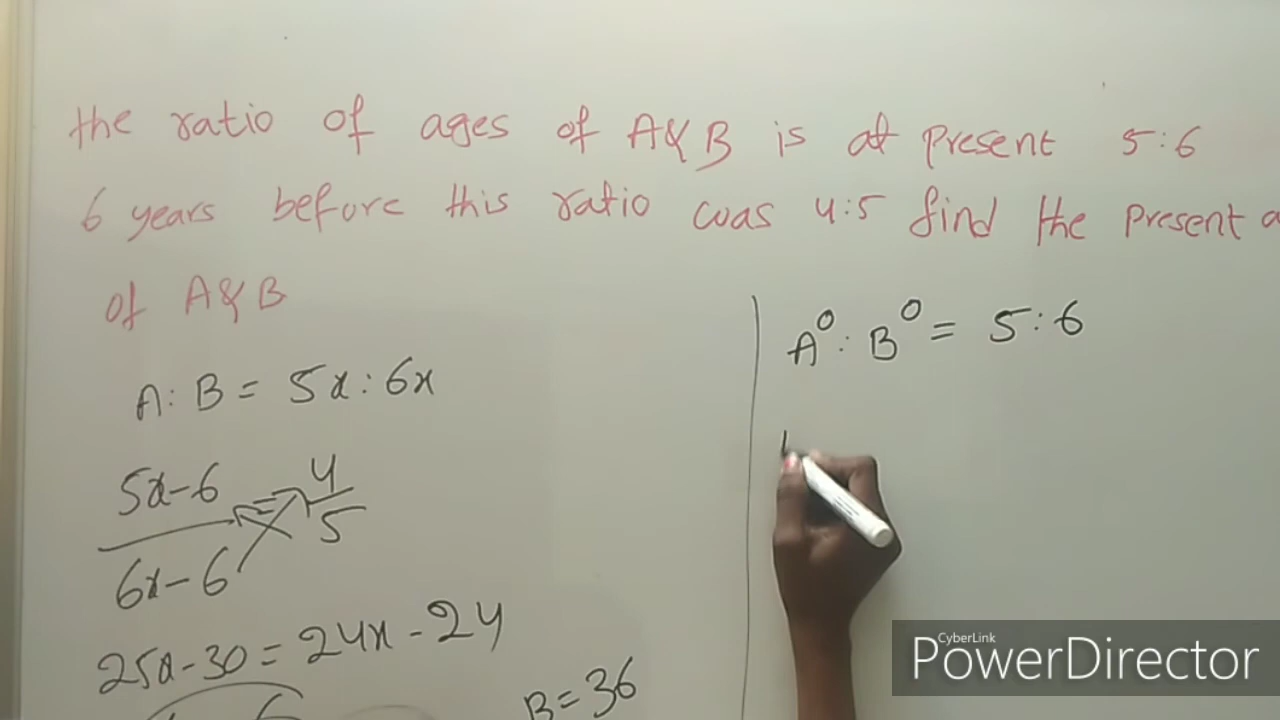 the ratio of ages of A&B is at present 5:6
6 years before this ratio was 4:5 find the present a
of A&B
A:B = 5x:6x
5x-6 = 4
6x-6 5
25x-30 = 24x-24
6
B=36
A⁰:B⁰ = 5:6
CyberLink
PowerDirector